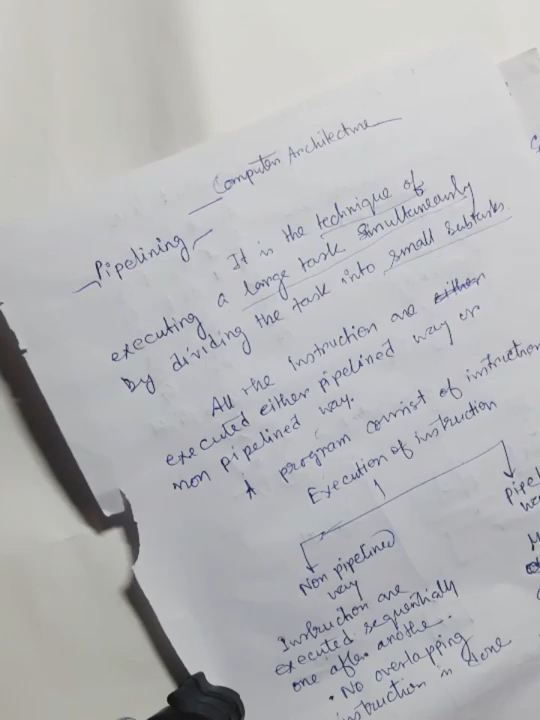 Computer Architecture
Pipelining
It is the technique of
executing a large task simultaneously
by dividing the task into small subtasks.
All the instruction are either
executed either pipelined way or
non pipelined way.
A program consist of instruction
Execution of instruction
Non pipelined
way
Instruction are
executed sequentially
one after another.
• No overlapping
instruction is done